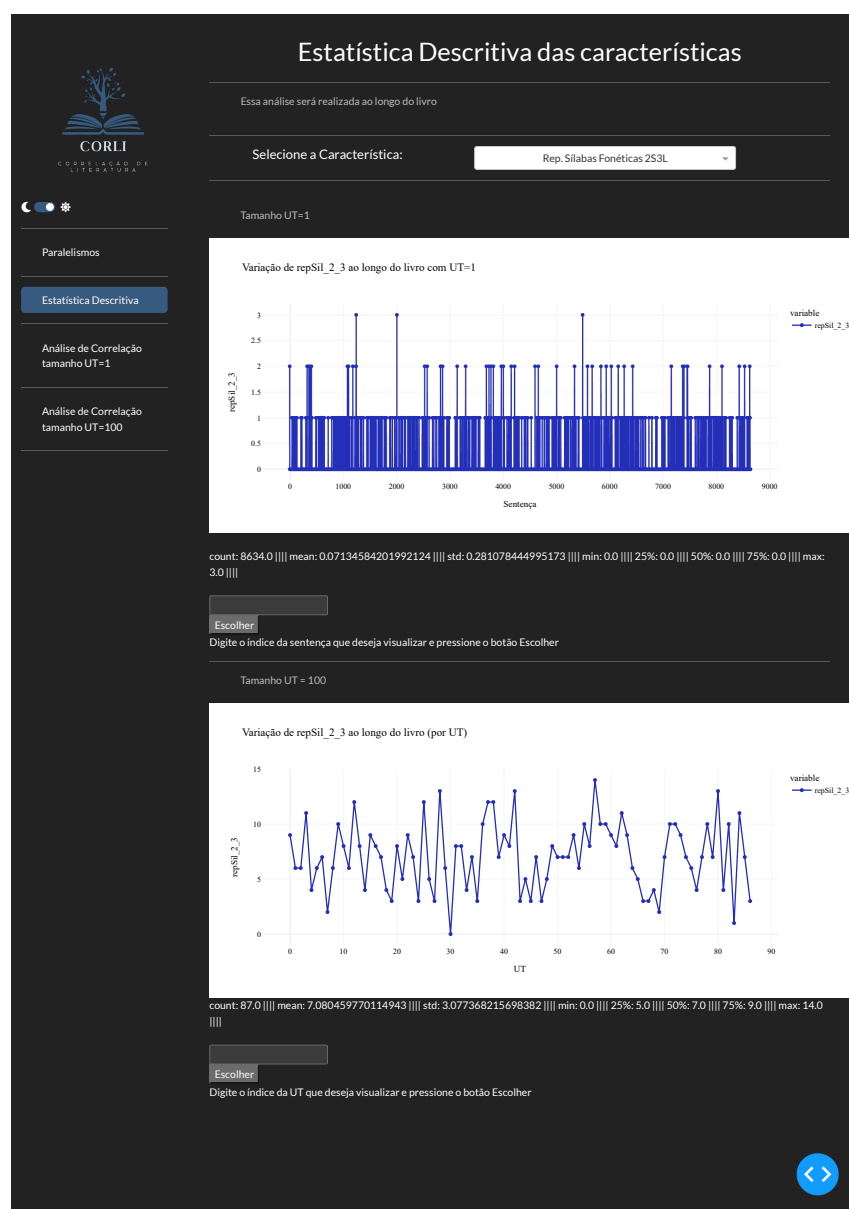 Estatística Descritiva das características
Essa análise será realizada ao longo do livro
CORLI
CORRELAÇÃO DE
LITERATURA
Selecione a Característica:
Rep. Sílabas Fonéticas 2S3L
Paralelismos
Estatística Descritiva
Análise de Correlação
tamanho UT=1
Análise de Correlação
tamanho UT=100
Tamanho UT=1
Variação de repSil_2_3 ao longo do livro com UT=1
variable
repSil_2_3
3
2.5
2
1.5
1
0.5
0
repSil_2_3
0 1000 2000 3000 4000 5000 6000 7000 8000 9000
Sentença
count: 8634.0 |||| mean: 0.07134584201992124 |||| std: 0.281078444995173 |||| min: 0.0 |||| 25%: 0.0 |||| 50%: 0.0 |||| 75%: 0.0 |||| max:
3.0 ||||
Escolher
Digite o índice da sentença que deseja visualizar e pressione o botão Escolher
Tamanho UT = 100
Variação de repSil_2_3 ao longo do livro (por UT)
variable
repSil_2_3
15
10
5
0
repSil_2_3
0 10 20 30 40 50 60 70 80 90
UT
count: 87.0 |||| mean: 7.080459770114943 |||| std: 3.077368215698382 |||| min: 0.0 |||| 25%: 5.0 |||| 50%: 7.0 |||| 75%: 9.0 |||| max: 14.0
||||
Escolher
Digite o índice da UT que deseja visualizar e pressione o botão Escolher